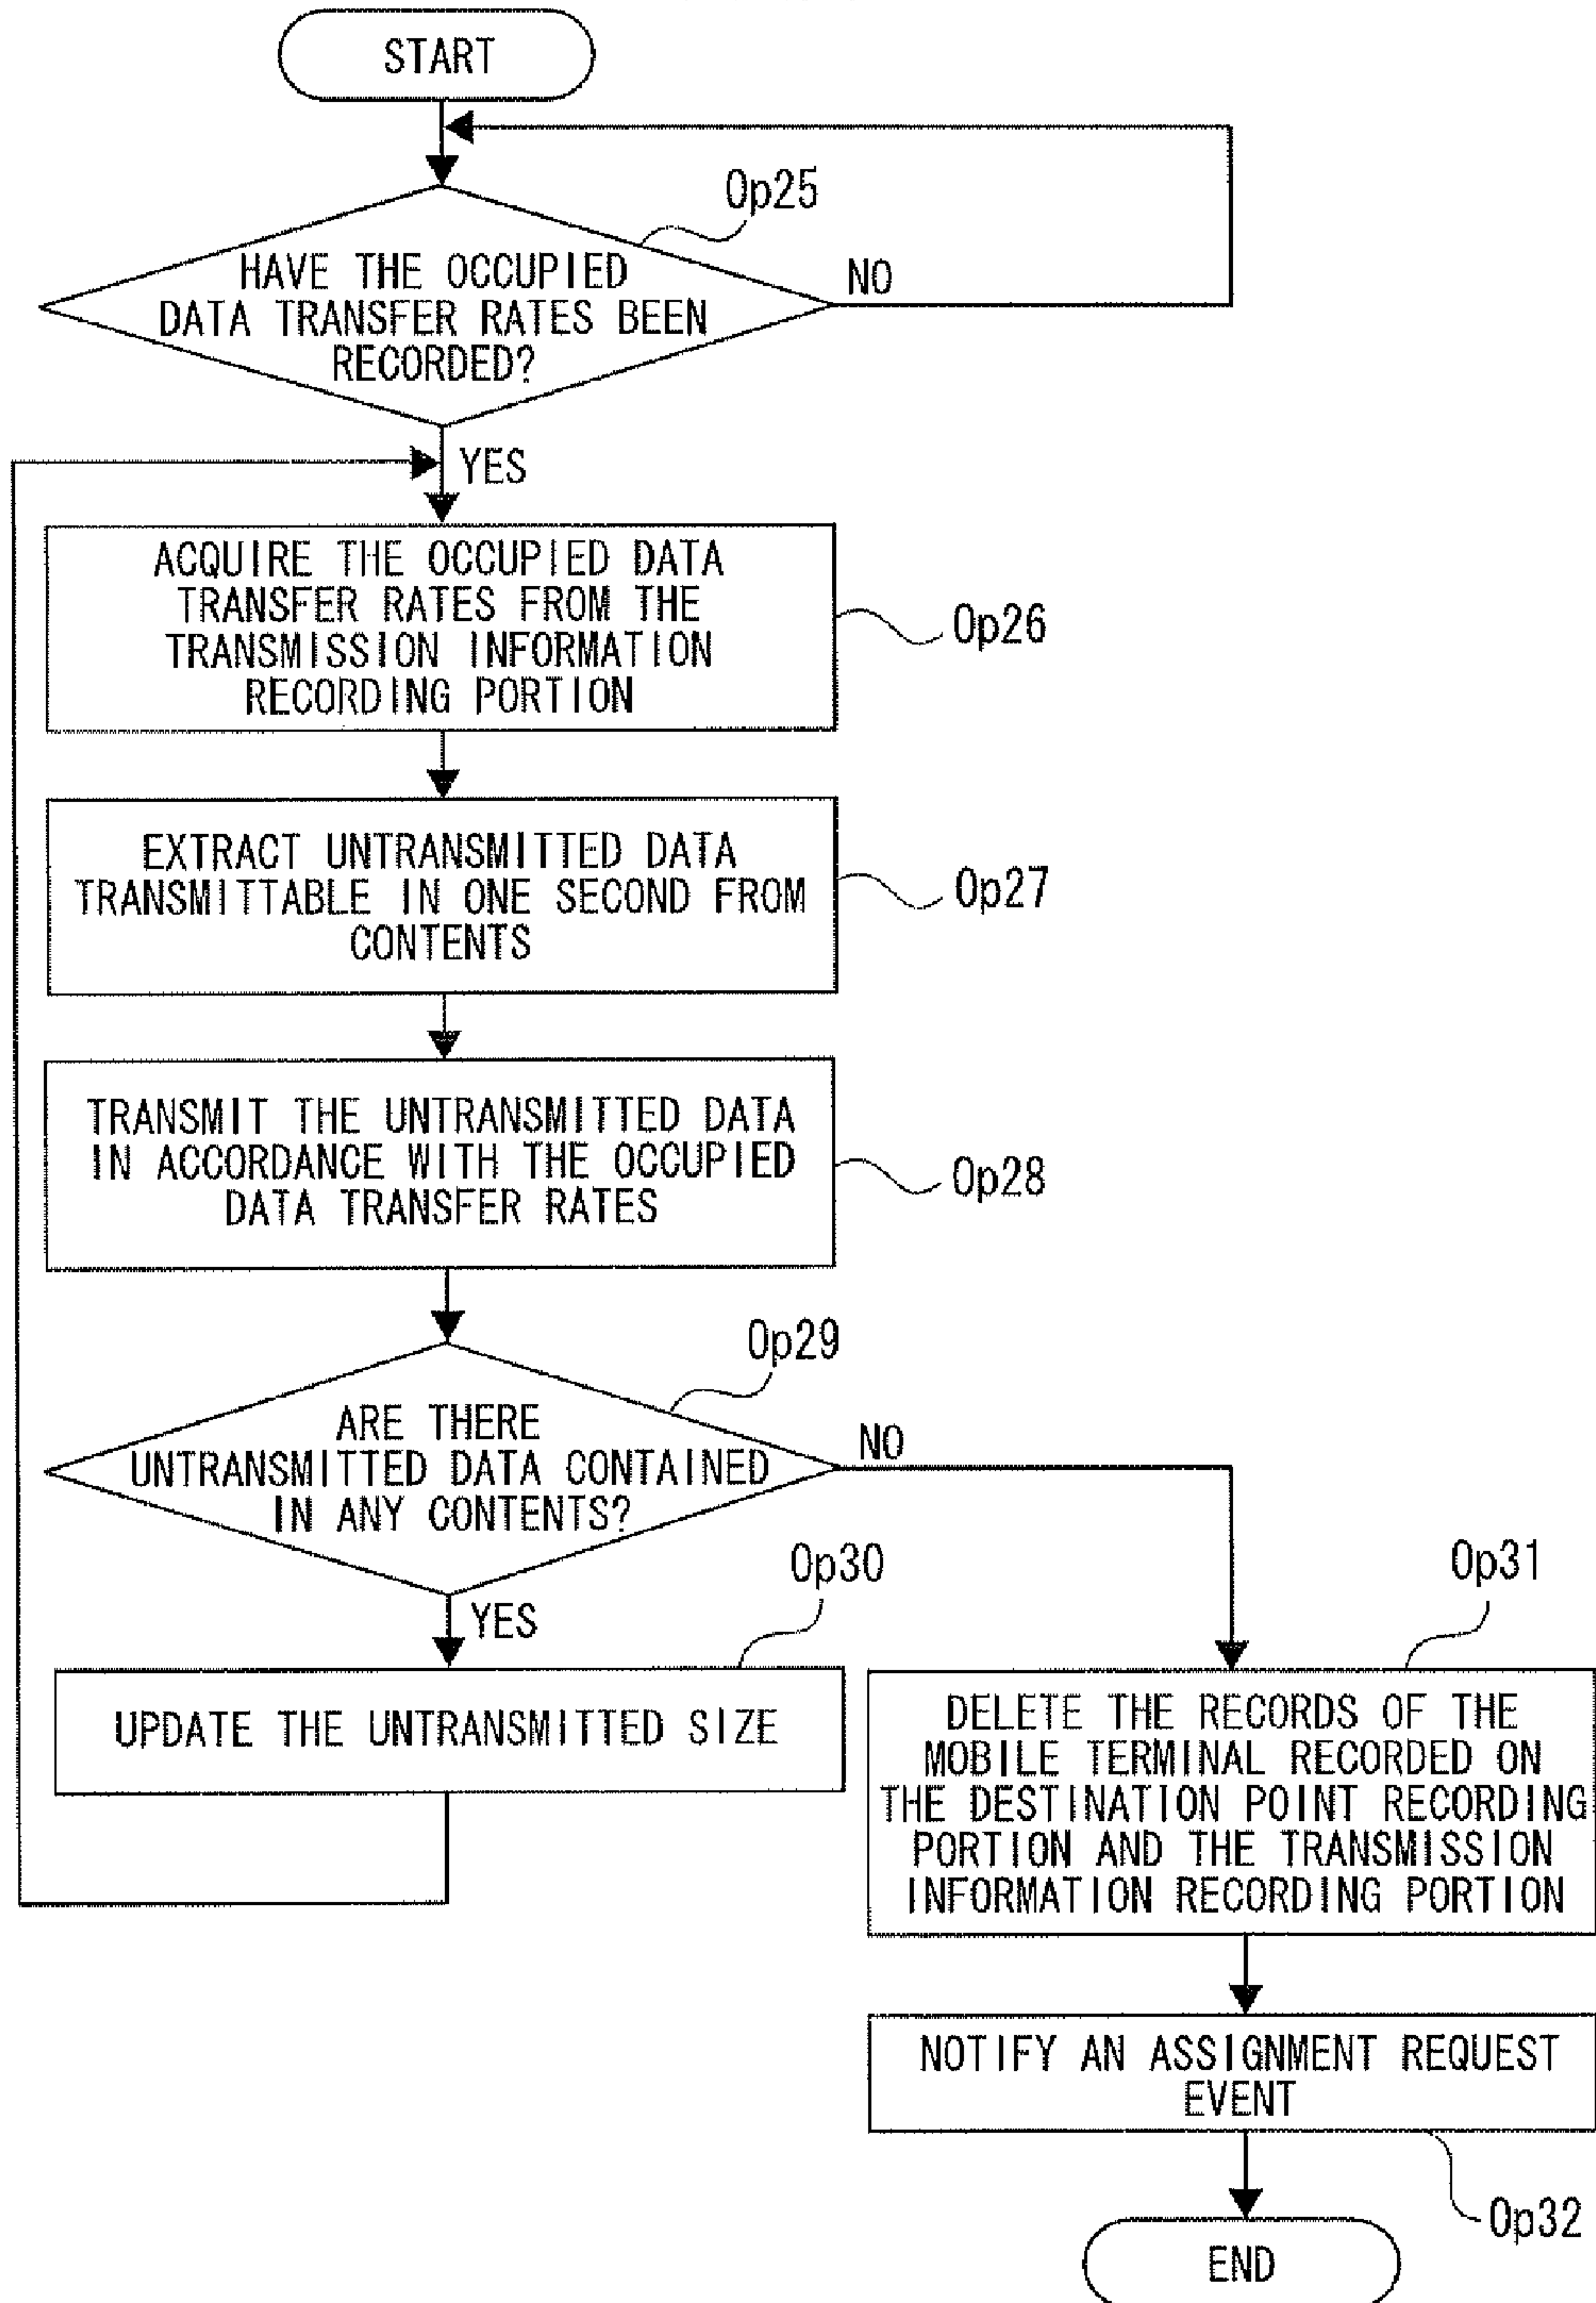 START
Op25
HAVE THE OCCUPIED
DATA TRANSFER RATES BEEN
RECORDED?
NO
YES
ACQUIRE THE OCCUPIED DATA
TRANSFER RATES FROM THE
TRANSMISSION INFORMATION
RECORDING PORTION
Op26
EXTRACT UNTRANSMITTED DATA
TRANSMITTABLE IN ONE SECOND FROM
CONTENTS
Op27
TRANSMIT THE UNTRANSMITTED DATA
IN ACCORDANCE WITH THE OCCUPIED
DATA TRANSFER RATES
Op28
Op29
ARE THERE
UNTRANSMITTED DATA CONTAINED
IN ANY CONTENTS?
NO
YES
Op30
UPDATE THE UNTRANSMITTED SIZE
Op31
DELETE THE RECORDS OF THE
MOBILE TERMINAL RECORDED ON
THE DESTINATION POINT RECORDING
PORTION AND THE TRANSMISSION
INFORMATION RECORDING PORTION
NOTIFY AN ASSIGNMENT REQUEST
EVENT
Op32
END